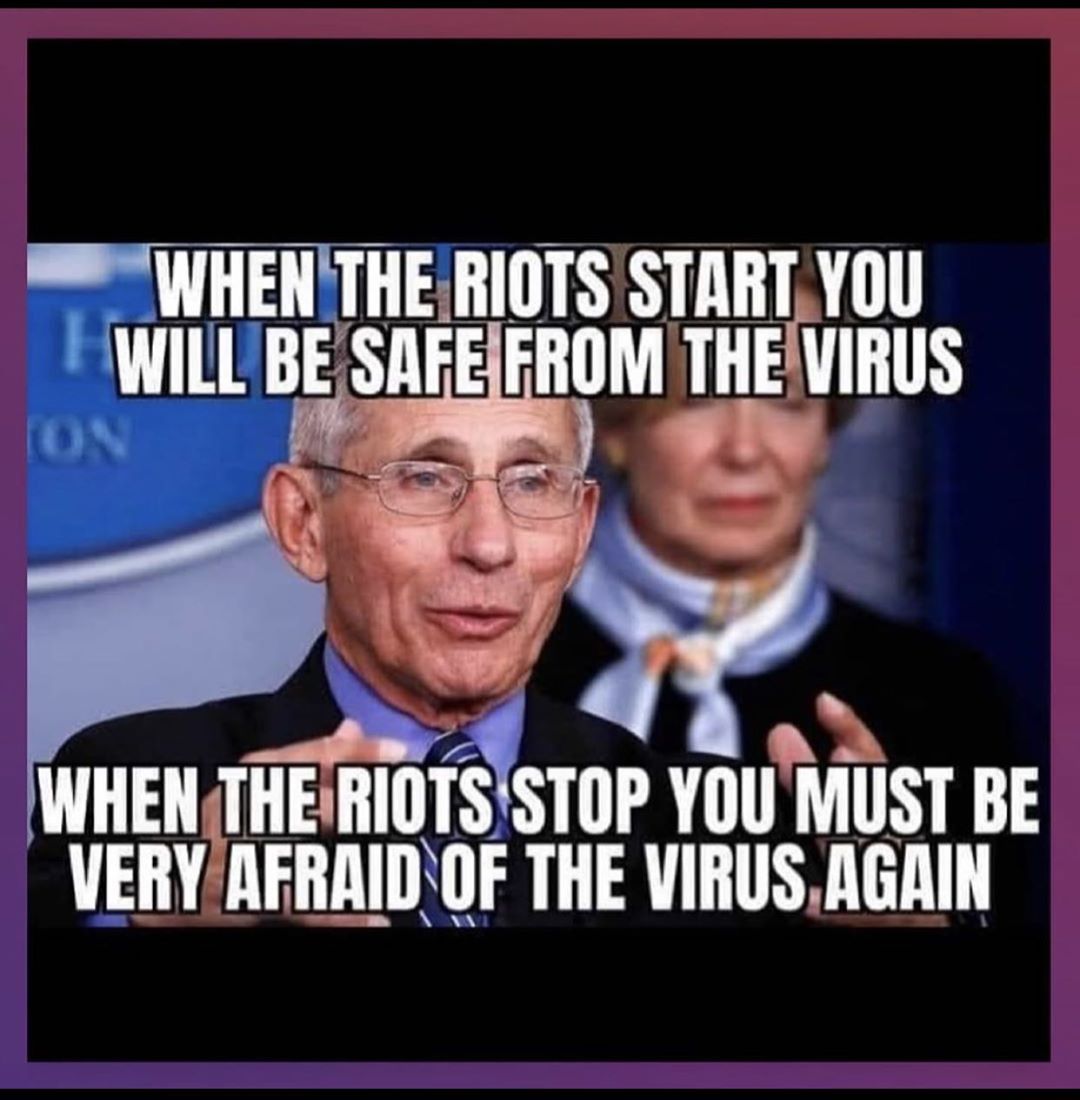 WHEN THE RIOTS START YOU
WILL BE SAFE FROM THE VIRUS
H
TON
WHEN THE RIOTS STOP YOU MUST BE
VERY AFRAID OF THE VIRUS AGAIN